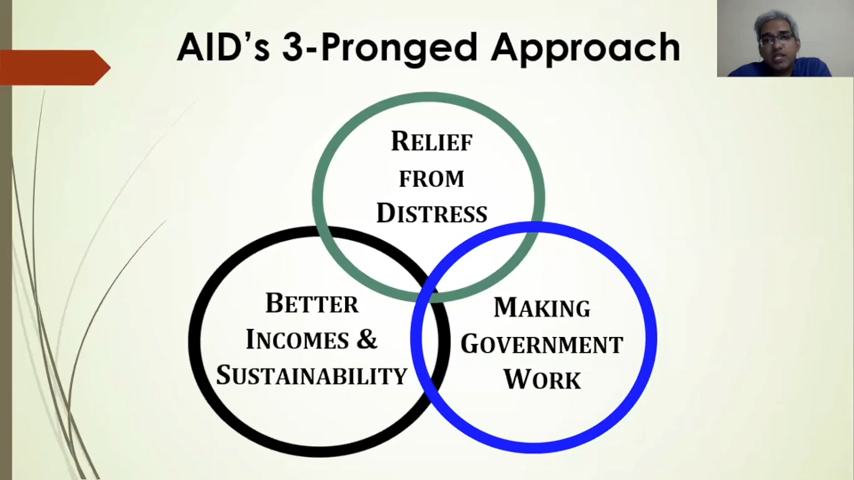 AID's 3-Pronged Approach
RELIEF
FROM
DISTRESS
BETTER
INCOMES &
SUSTAINABILITY
MAKING
GOVERNMENT
WORK